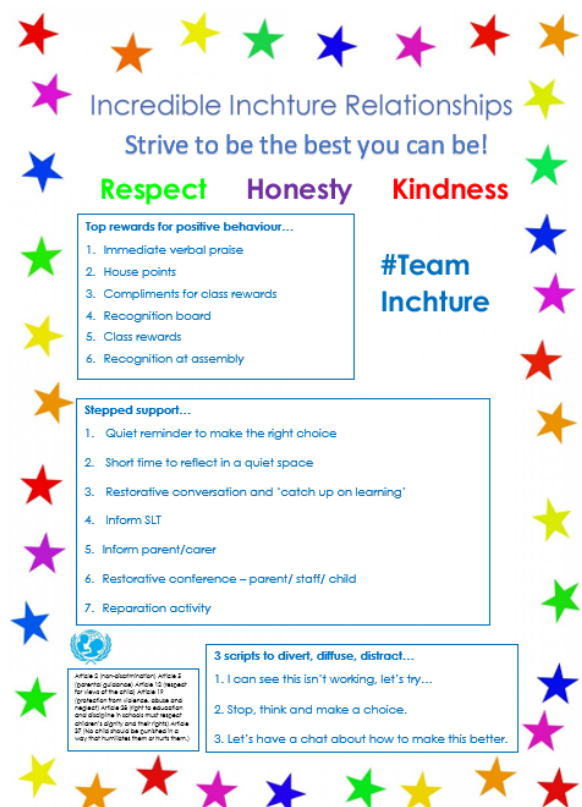 Incredible Inchture Relationships
Strive to be the best you can be!
Respect Honesty Kindness
Top rewards for positive behaviour…
1. Immediate verbal praise
2. House points
3. Compliments for class rewards
4. Recognition board
5. Class rewards
6. Recognition at assembly
#Team
Inchture
Stepped support…
1. Quiet reminder to make the right choice
2. Short time to reflect in a quiet space
3. Restorative conversation and ‘catch up on learning’
4. Inform SLT
5. Inform parent/carer
6. Restorative conference – parent/ staff/ child
7. Reparation activity
Article 2 (non-discrimination) Article 5
(parental guidance) Article 12 (respect
for views of the child) Article 19
(protection from violence, abuse and
neglect) Article 28 (right to education
and discipline in schools must respect
children's dignity and their rights) Article
37 (No child should be punished in a
way that humiliates them or hurts them.)
3 scripts to divert, diffuse, distract…
1. I can see this isn’t working, let’s try…
2. Stop, think and make a choice.
3. Let’s have a chat about how to make this better.